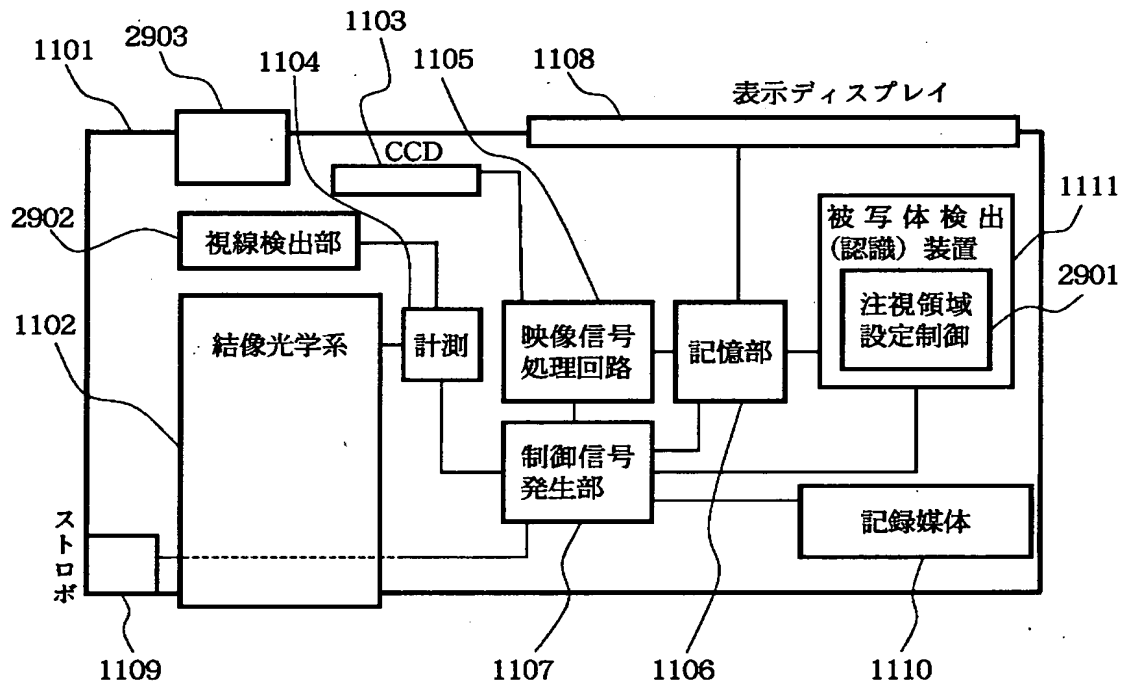 1103
2903
1105
1101
1104
1108
表示ディスプレイ
CCD
1111
2902
視線検出部
被写体検出
(認識) 装置
2901
注視領域
設定制御
1102
結像光学系
計測
映像信号
処理回路
記憶部
制御信号
発生部
記録媒体
ストロボ
1109
1107
1106
1110